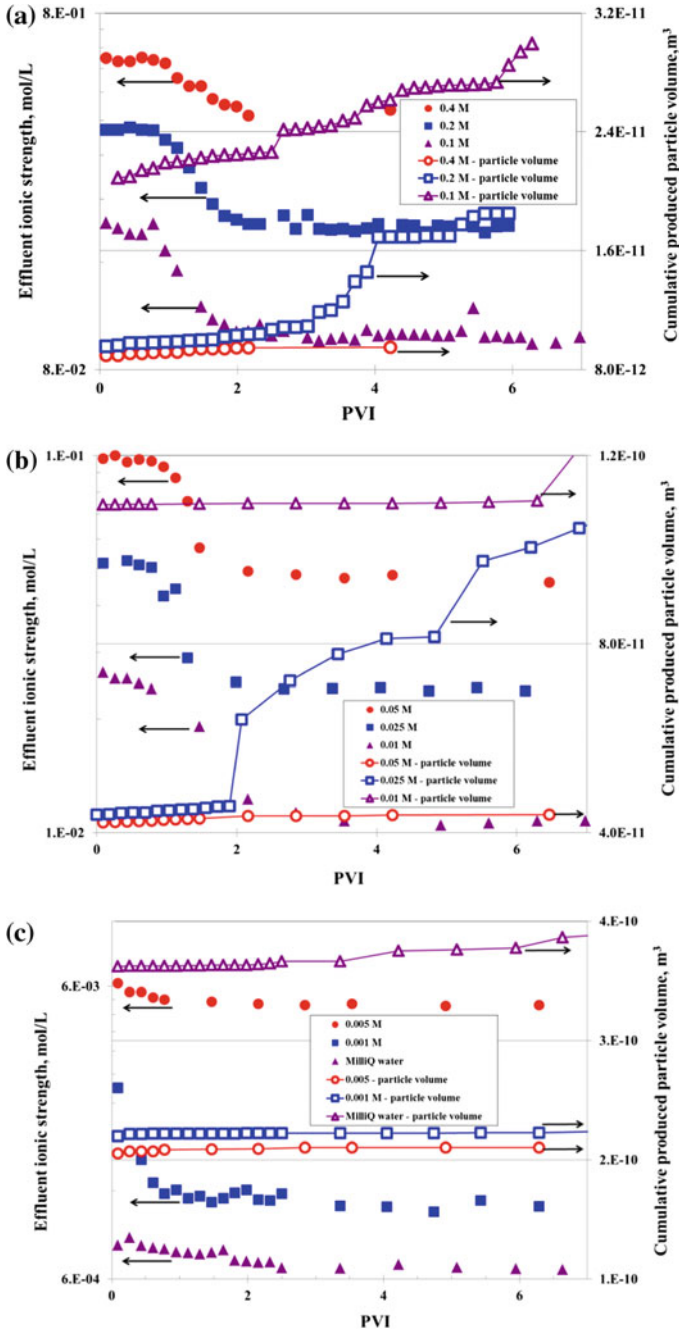 (a)
8.E-01
3.2E-11
Effluent ionic strength, mol/L
Cumulative produced particle volume,m³
0.4 M
0.2 M
0.1 M
0.4 M - particle volume
0.2 M - particle volume
0.1 M - particle volume
2.4E-11
1.6E-11
8.E-02
8.0E-12
0
2
4
6
PVI
(b)
1.E-01
1.2E-10
Effluent ionic strength, mol/L
Cumulative produced particle volume, m³
8.0E-11
0.05 M
0.025 M
0.01 M
0.05 M - particle volume
0.025 M - particle volume
0.01 M - particle volume
1.E-02
4.0E-11
0
2
4
6
PVI
(c)
4.E-10
6.E-03
Effluent ionic strength, mol/L
Cumulative produced particle volume, m³
0.005 M
0.001 M
MilliQ water
0.005 - particle volume
0.001 M - particle volume
MilliQ water - particle volume
3.E-10
2.E-10
6.E-04
1.E-10
0
2
4
6
PVI